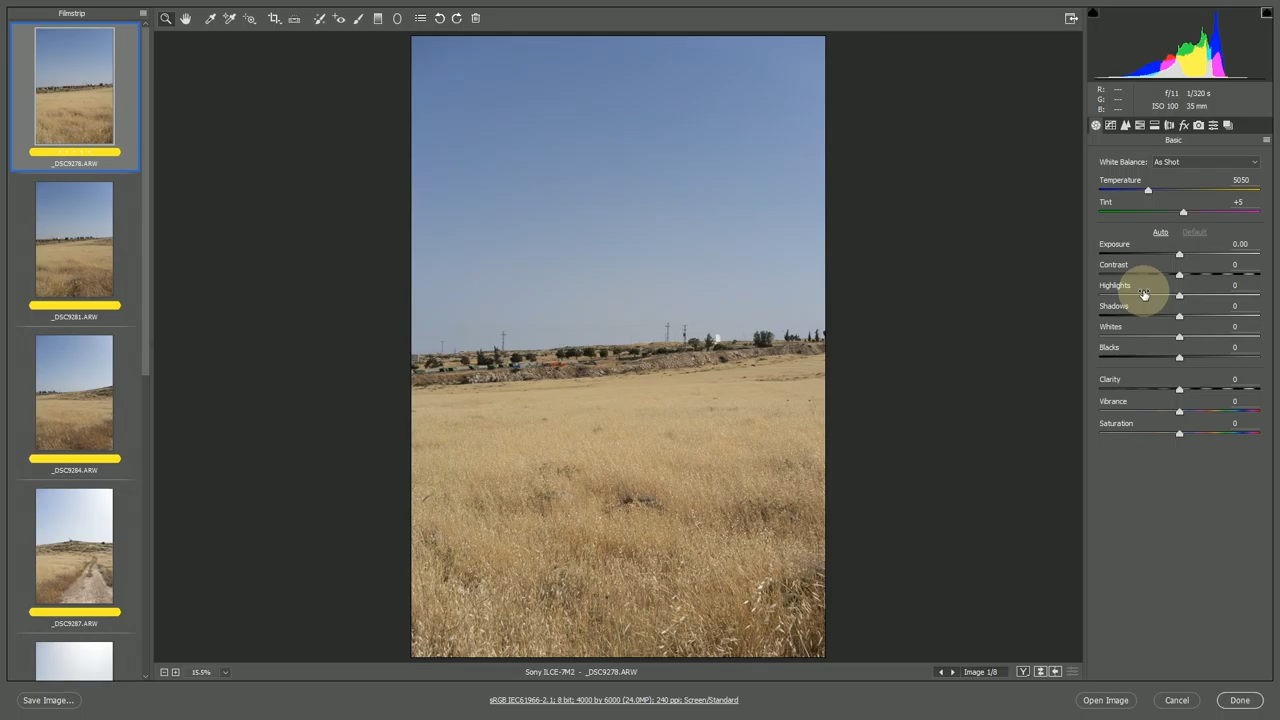 Filmstrip
_DSC9278.ARW
_DSC9281.ARW
_DSC9284.ARW
_DSC9287.ARW
15.5%
Sony ILCE-7M2 - _DSC9278.ARW
Image 1/8
Save Image...
sRGB IEC61966-2.1; 8 bit; 4000 by 6000 (24.0MP); 240 ppi; Screen/Standard
Open Image
Cancel
Done
R: ---
G: ---
B: ---
f/11 1/320 s
ISO 100 35 mm
fx
Basic
White Balance: As Shot
Temperature 5050
Tint +5
Auto Default
Exposure 0.00
Contrast 0
Highlights 0
Shadows 0
Whites 0
Blacks 0
Clarity 0
Vibrance 0
Saturation 0